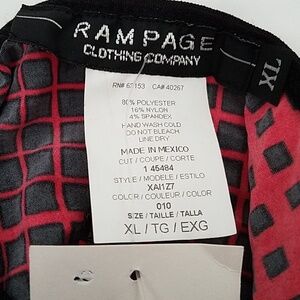 RAMPAGE
CLOTHING COMPANY
XL
CA# 40267
80% POLYESTER
16% NYLON
4% SPANDEX
HAND WASH COLD
DO NOT BLEACH
LINE DRY
MADE IN MEXICO
CUT / COUPE / CORTE
1 45484
STYLE / MODELE / ESTILO
XAI1Z7
COLOR / COULEUR / COLOR
010
SIZE / TAILLE / TALLA
XL / TG / EXG